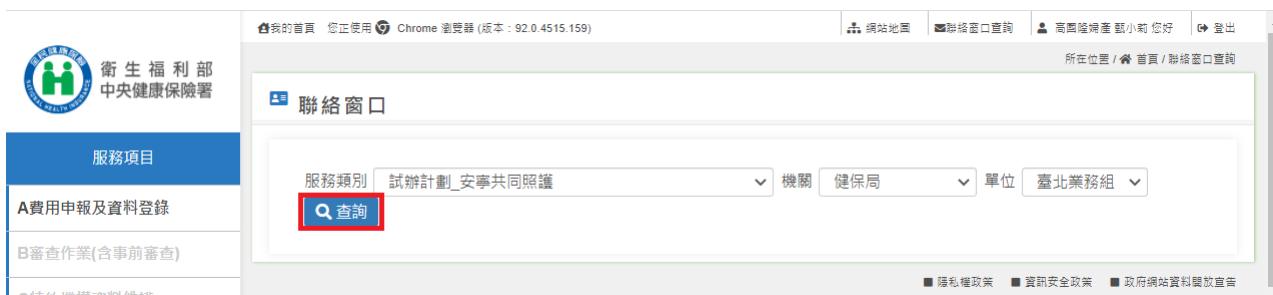 我的首頁 您正使用 Chrome 瀏覽器 (版本：92.0.4515.159)
網站地圖 聯絡窗口查詢 高國隆婦產 甄小莉 您好 登出
所在位置 / 首頁 / 聯絡窗口查詢
衛生福利部
中央健康保險署
NATIONAL HEALTH INSURANCE
聯絡窗口
服務項目
服務類別 試辦計劃_安寧共同照護 機關 健保局 單位 臺北業務組
查詢
A費用申報及資料登錄
B審查作業(含事前審查)
隱私權政策 資訊安全政策 政府網站資料開放宣告